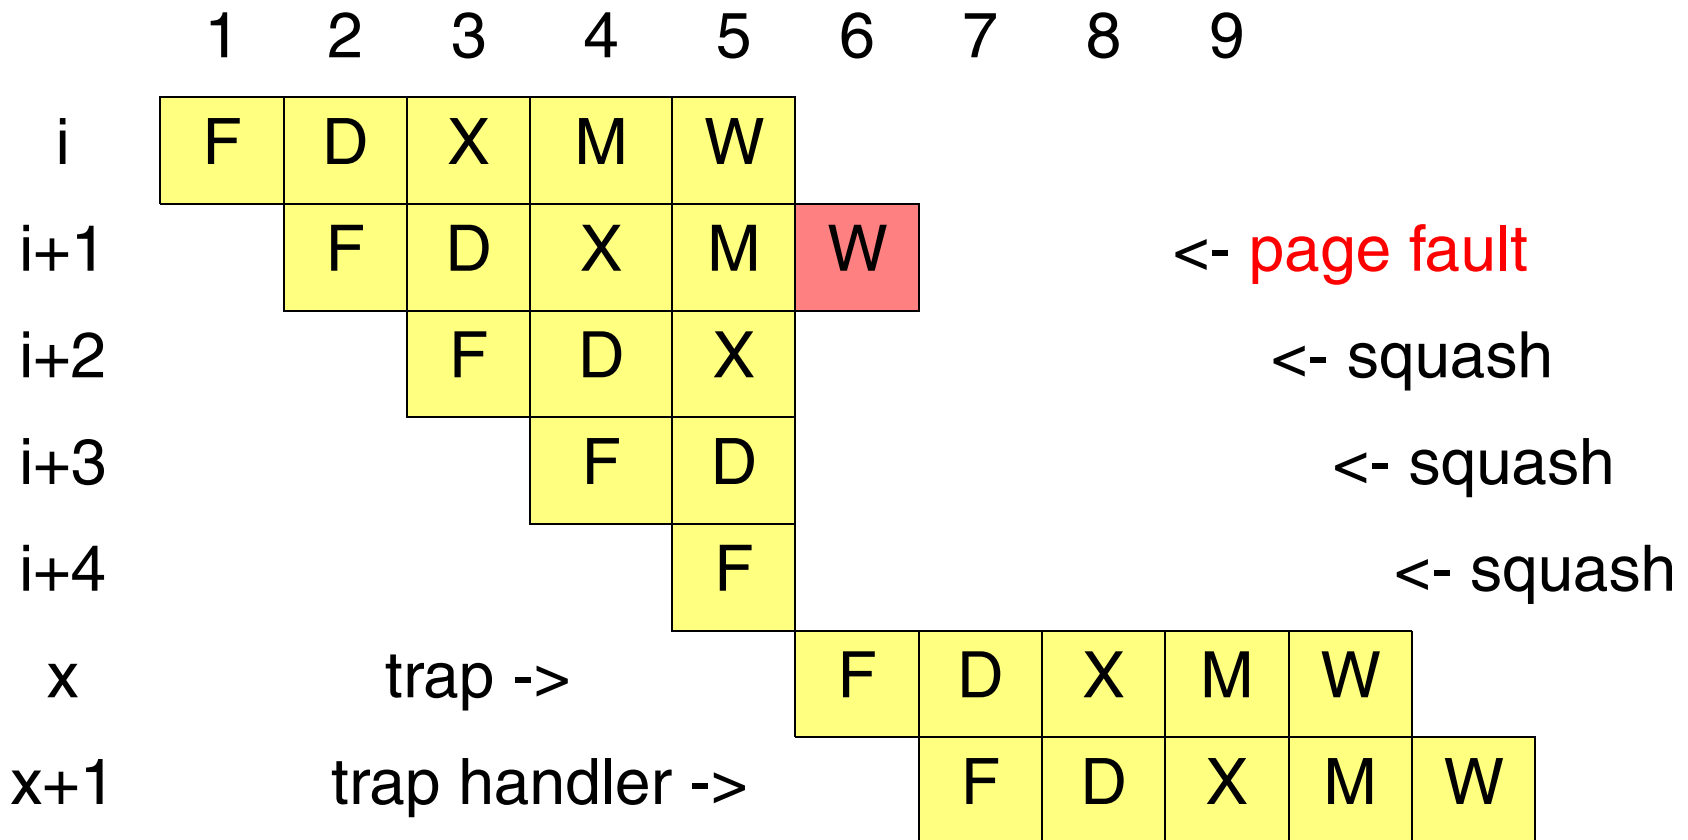 1 2 3 4 5 6 7 8 9
i F D X M W
i+1 F D X M W <- page fault
i+2 F D X <- squash
i+3 F D <- squash
i+4 F <- squash
x trap -> F D X M W
x+1 trap handler -> F D X M W